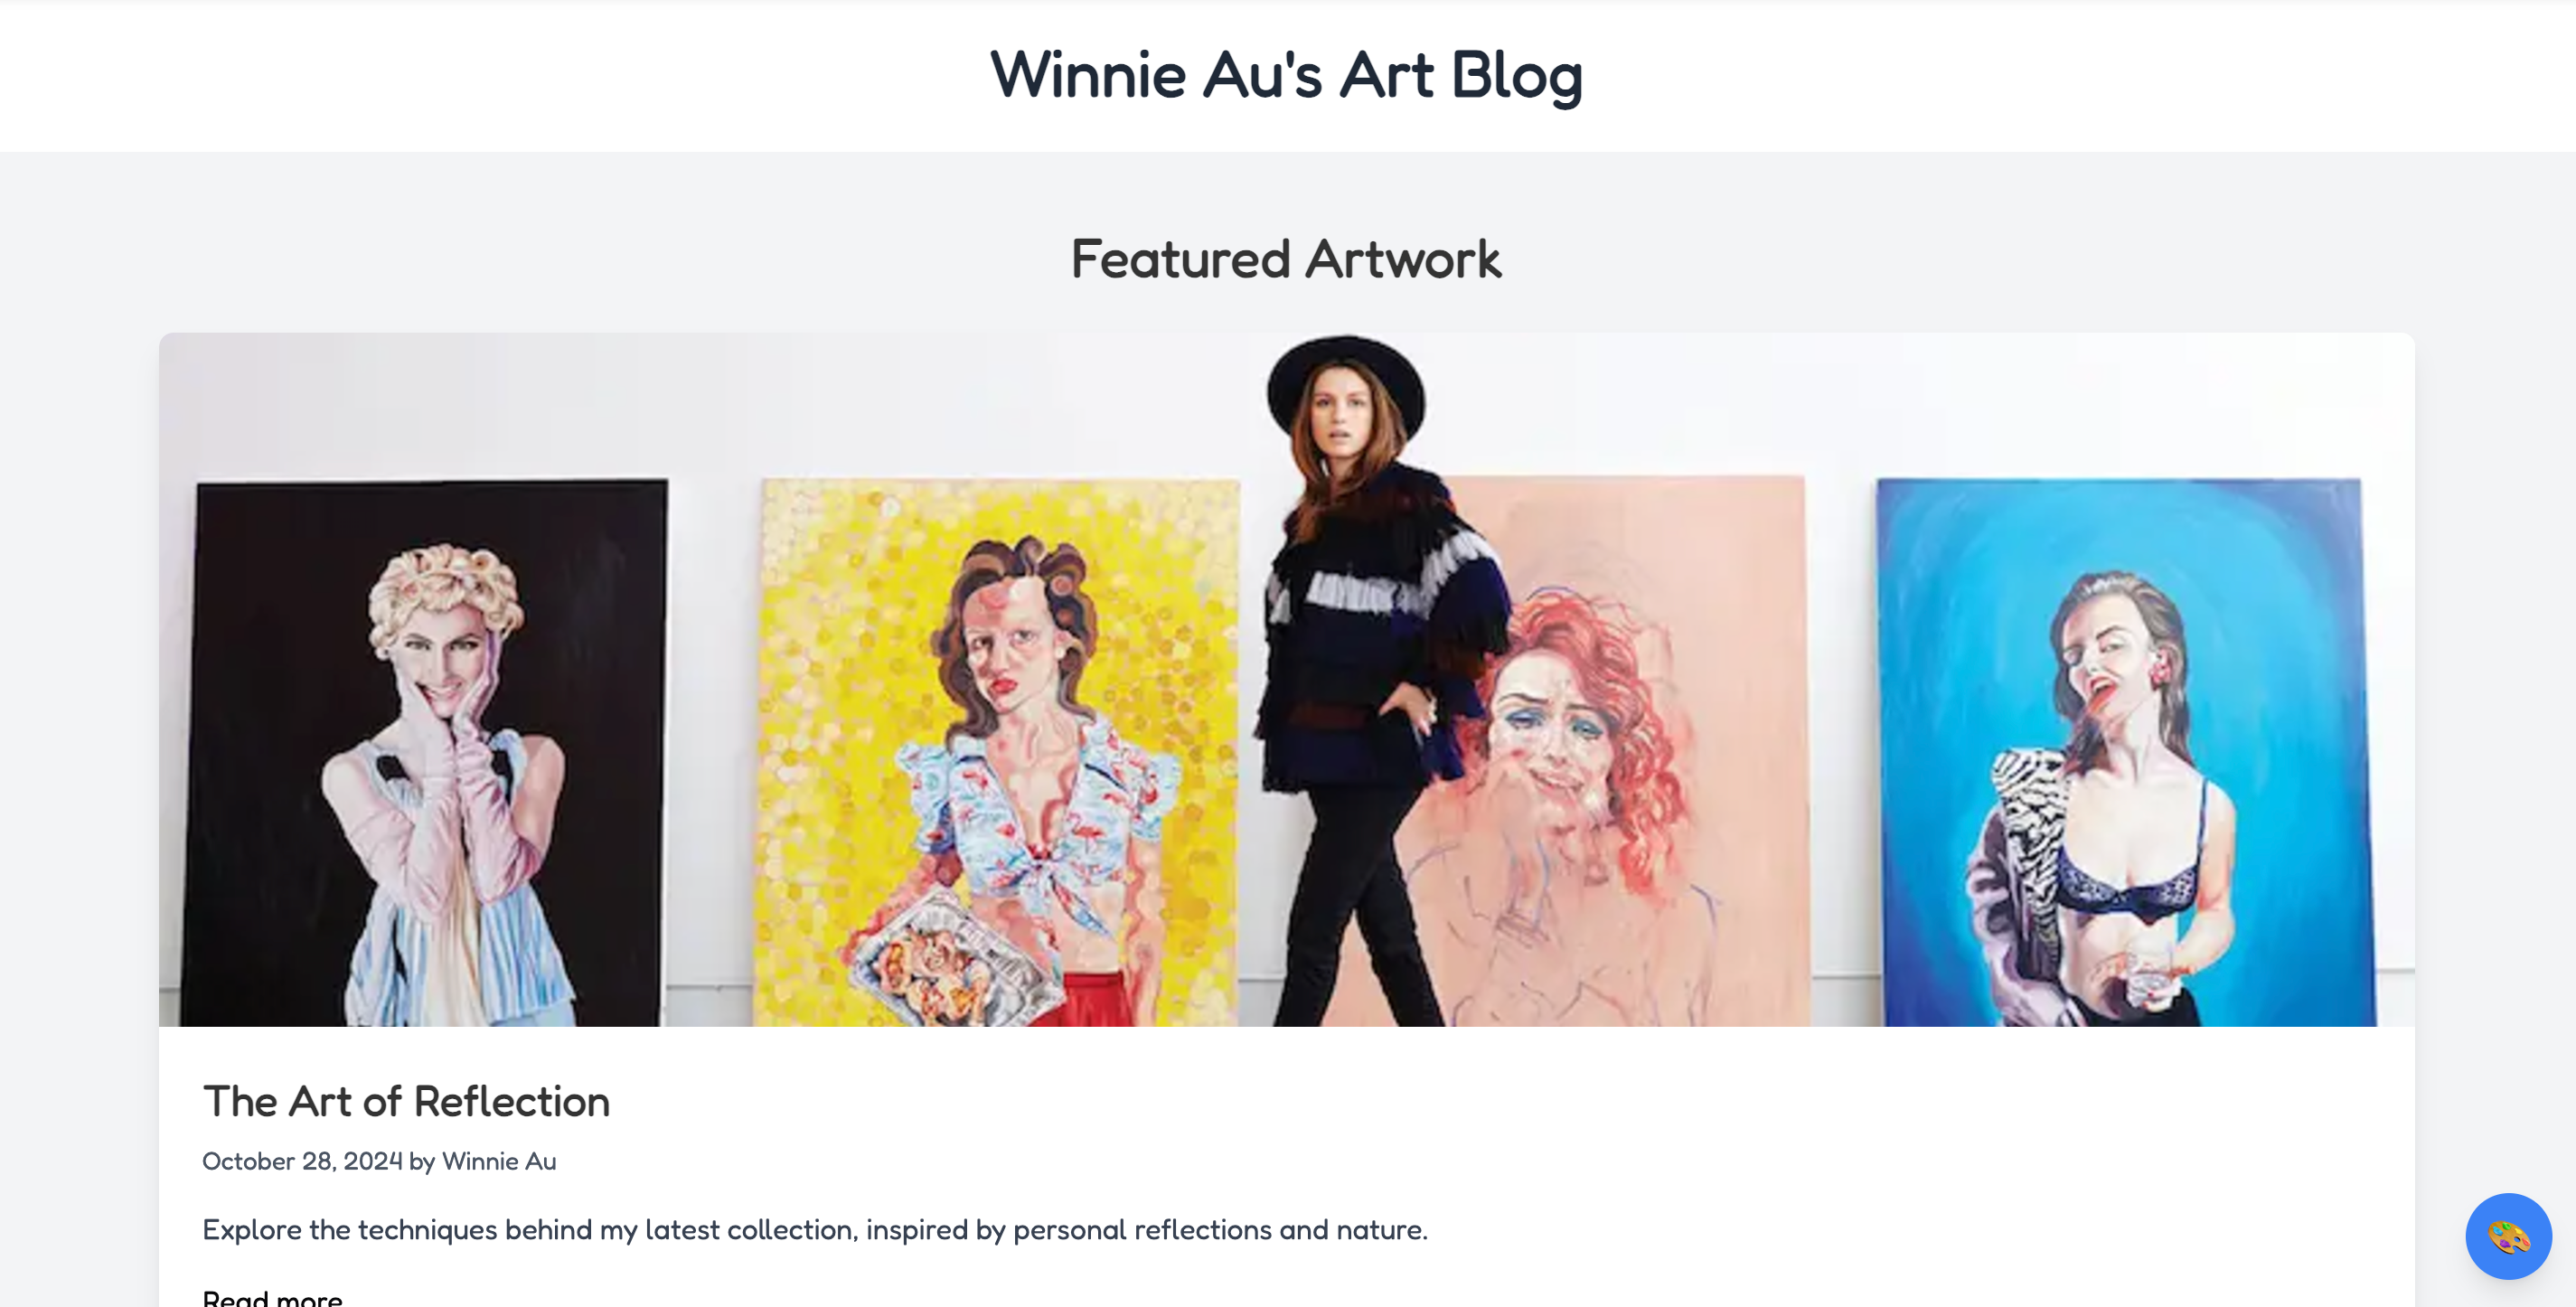 Winnie Au's Art Blog
Featured Artwork
The Art of Reflection
October 28, 2024 by Winnie Au
Explore the techniques behind my latest collection, inspired by personal reflections and nature.
Read more